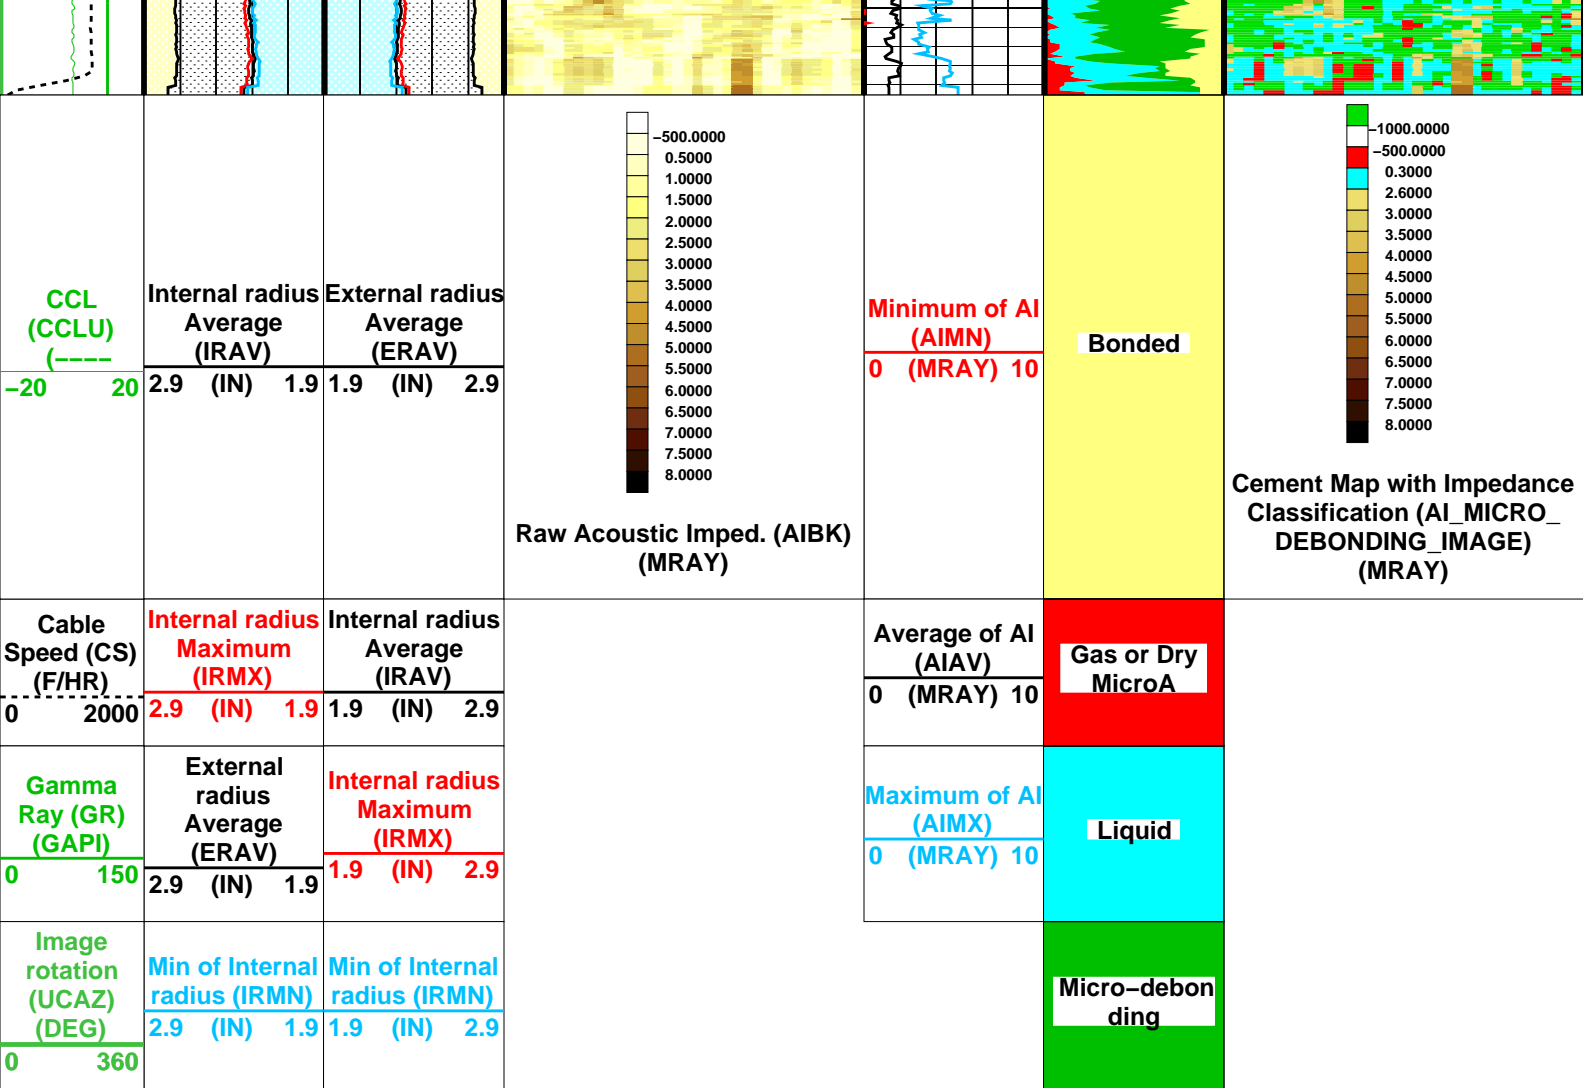 CCL
(CCLU)
(----
-20 20
Internal radius
Average
(IRAV)
2.9 (IN) 1.9
External radius
Average
(ERAV)
1.9 (IN) 2.9
-500.0000
0.5000
1.0000
1.5000
2.0000
2.5000
3.0000
3.5000
4.0000
4.5000
5.0000
5.5000
6.0000
6.5000
7.0000
7.5000
8.0000
Raw Acoustic Imped. (AIBK)
(MRAY)
Minimum of AI
(AIMN)
0 (MRAY) 10
Bonded
-1000.0000
-500.0000
0.3000
2.6000
3.0000
3.5000
4.0000
4.5000
5.0000
5.5000
6.0000
6.5000
7.0000
7.5000
8.0000
Cement Map with Impedance
Classification (AI_MICRO_
DEBONDING_IMAGE)
(MRAY)
Cable
Speed (CS)
(F/HR)
0 2000
Internal radius
Maximum
(IRMX)
2.9 (IN) 1.9
Internal radius
Average
(IRAV)
1.9 (IN) 2.9
Average of AI
(AIAV)
0 (MRAY) 10
Gas or Dry
MicroA
Gamma
Ray (GR)
(GAPI)
0 150
External
radius
Average
(ERAV)
2.9 (IN) 1.9
Internal radius
Maximum
(IRMX)
1.9 (IN) 2.9
Maximum of AI
(AIMX)
0 (MRAY) 10
Liquid
Image
rotation
(UCAZ)
(DEG)
0 360
Min of Internal
radius (IRMN)
2.9 (IN) 1.9
Min of Internal
radius (IRMN)
1.9 (IN) 2.9
Micro-debon
ding